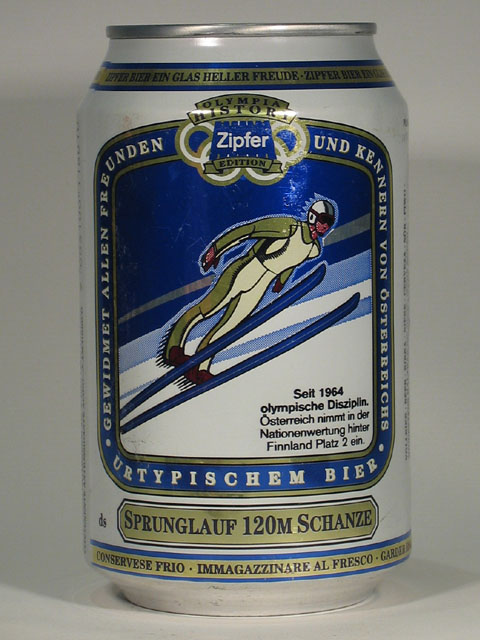 ZIPFER BIER EIN GLAS HELLER FREUDE · ZIPFER BIER EIN GLAS
OLYMPIA
HISTORY
Zipfer
EDITION
GEWIDMET ALLEN FREUNDEN UND KENNERN VON ÖSTERREICHS
URTYPISCHEM BIER
Seit 1964
olympische Disziplin.
Österreich nimmt in der
Nationenwertung hinter
Finnland Platz 2 ein.
ds
SPRUNGLAUF 120M SCHANZE
CONSERVESE FRIO · IMMAGAZZINARE AL FRESCO ·